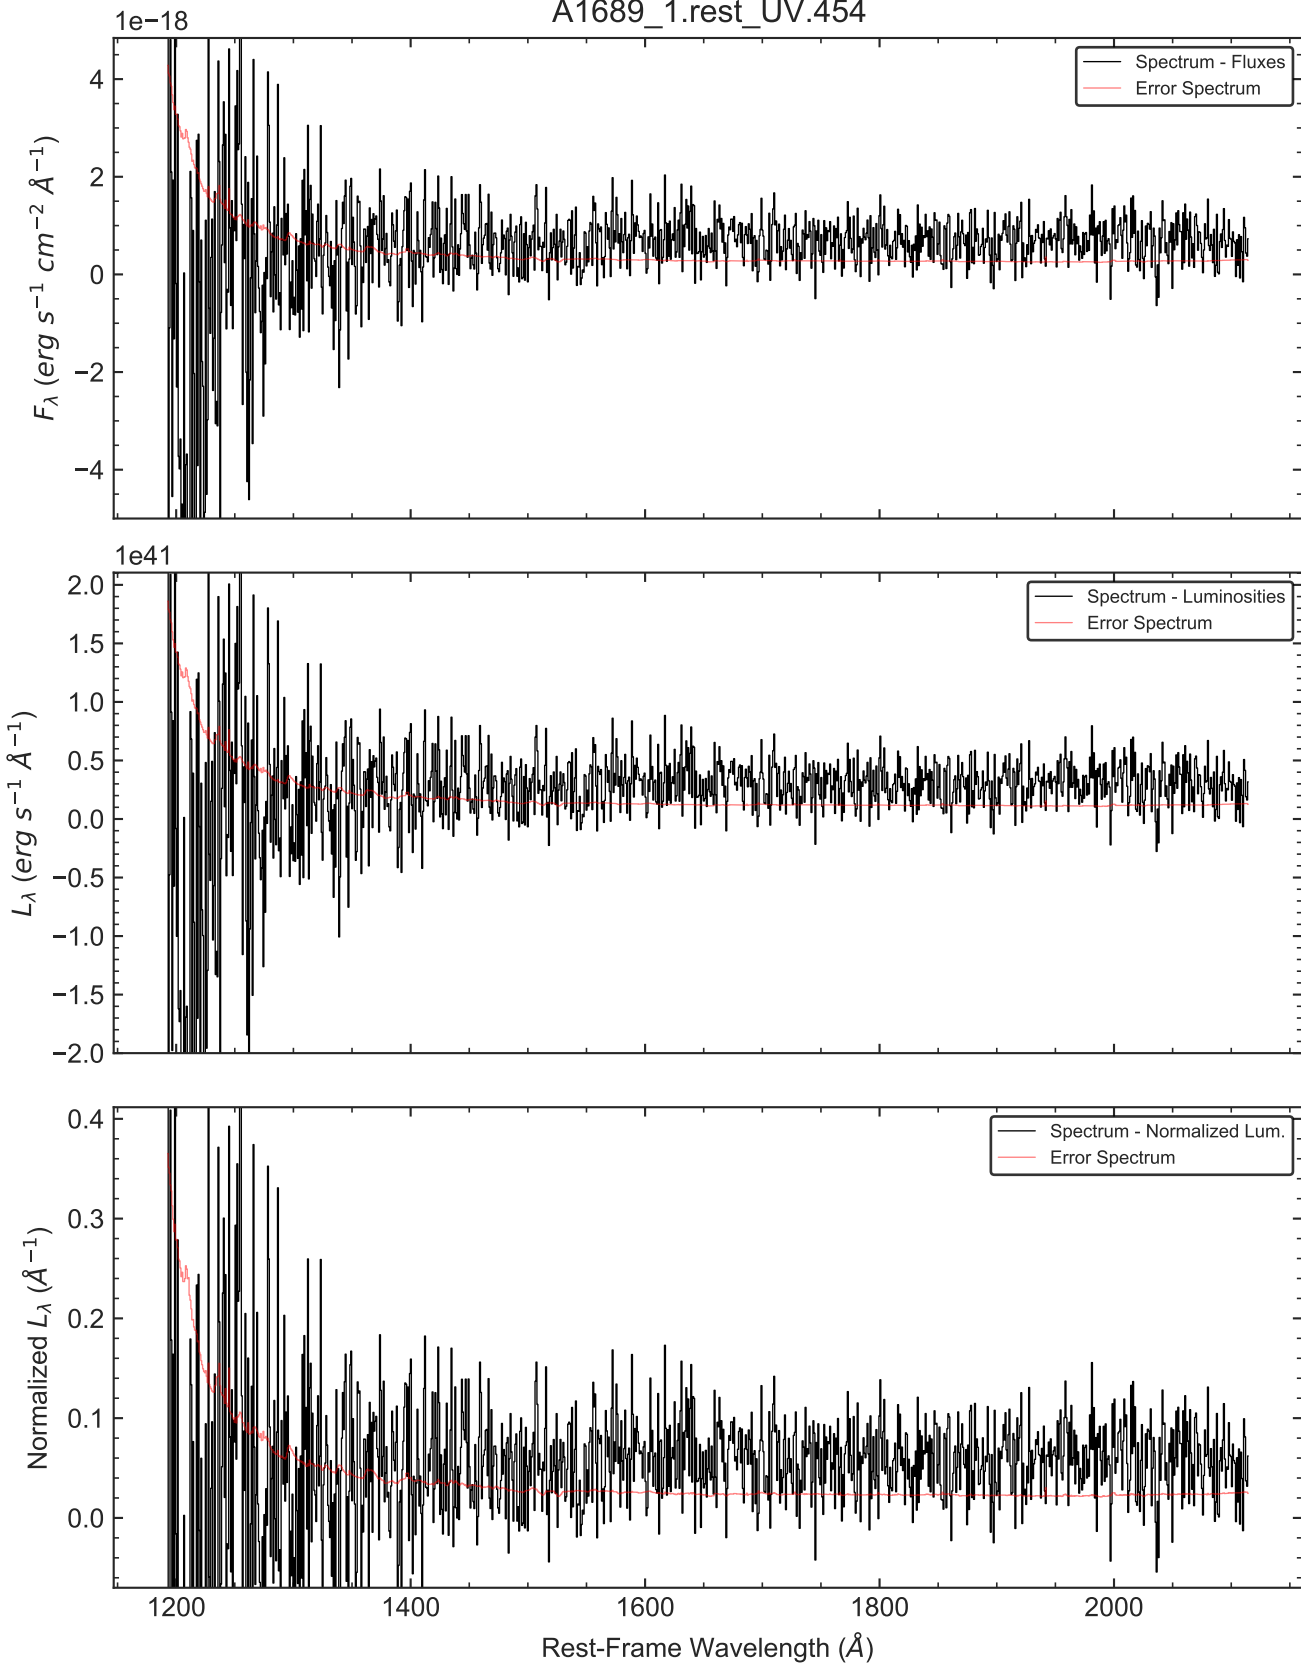 A1689_1.rest_UV.454
1e−18
Spectrum - Fluxes
Error Spectrum
4
2
0
−2
−4
Fλ (erg s⁻¹ cm⁻² Å⁻¹)
1e41
Spectrum - Luminosities
Error Spectrum
2.0
1.5
1.0
0.5
0.0
−0.5
−1.0
−1.5
−2.0
Lλ (erg s⁻¹ Å⁻¹)
Spectrum - Normalized Lum.
Error Spectrum
0.4
0.3
0.2
0.1
0.0
Normalized Lλ (Å⁻¹)
1200 1400 1600 1800 2000
Rest-Frame Wavelength (Å)